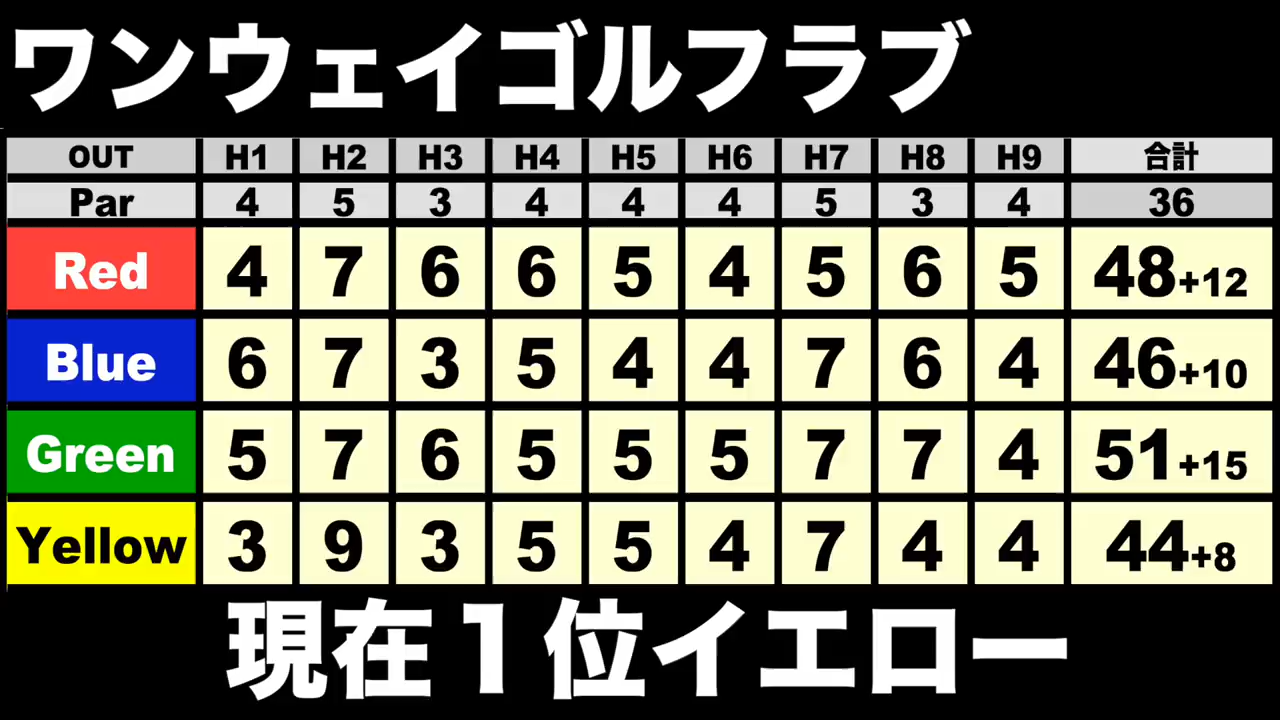 ワンウェイゴルフラブ
OUT H1 H2 H3 H4 H5 H6 H7 H8 H9 合計
Par 4 5 3 4 4 4 5 3 4 36
Red 4 7 6 6 5 4 5 6 5 48+12
Blue 6 7 3 5 4 4 7 6 4 46+10
Green 5 7 6 5 5 5 7 7 4 51+15
Yellow 3 9 3 5 5 4 7 4 4 44+8
現在１位イエロー